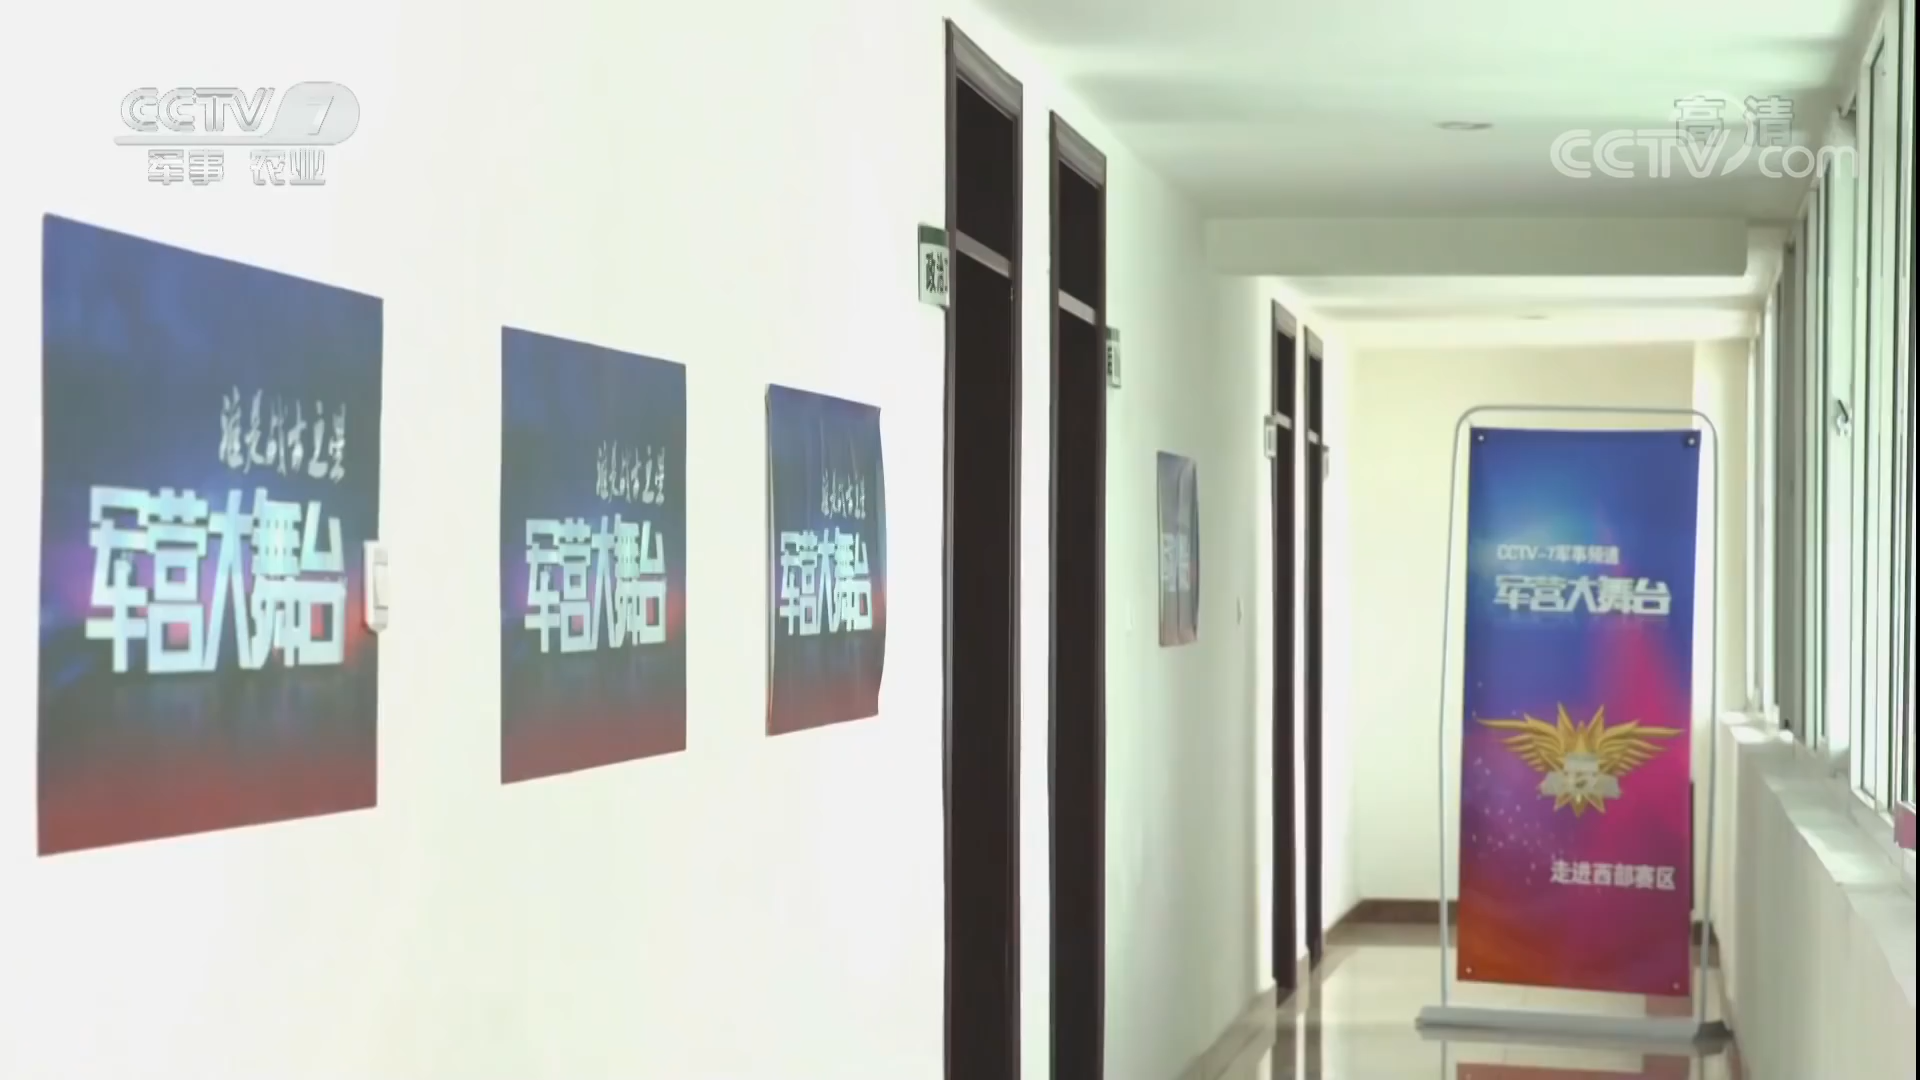 CCTV 7
军事 农业
高清
CCTV.com
谁是战士之星
军营大舞台
谁是战士之星
军营大舞台
谁是战士之星
军营大舞台
政治
CCTV-7军事频道
军营大舞台
走进西部赛区